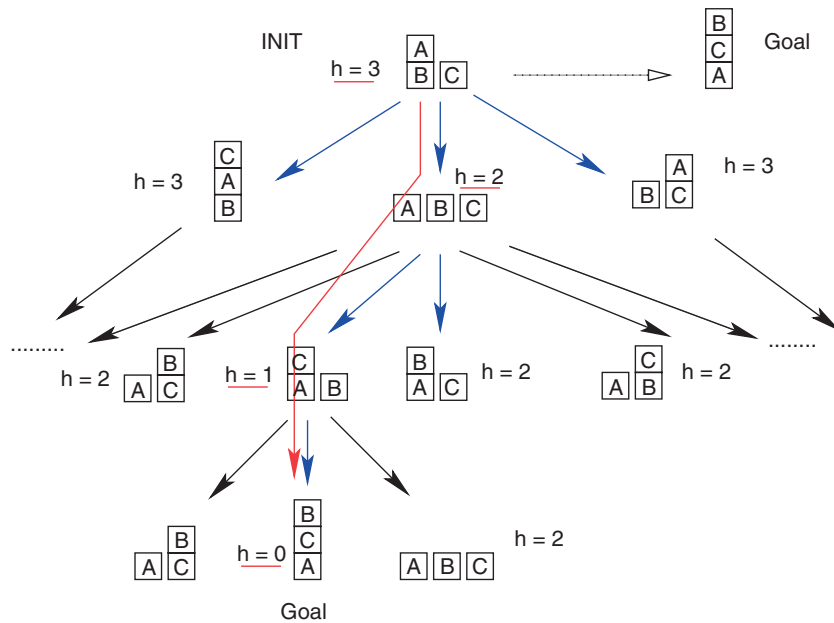 INIT
Goal
h = 3
A
B C
B
C
A
h = 3
C
A
B
h = 2
A B C
A
B C
h = 3
.........
h = 2
B
A C
h = 1
C
A B
B
A C
h = 2
C
A B
h = 2
........
B
A C
h = 0
B
C
A
A B C
h = 2
Goal